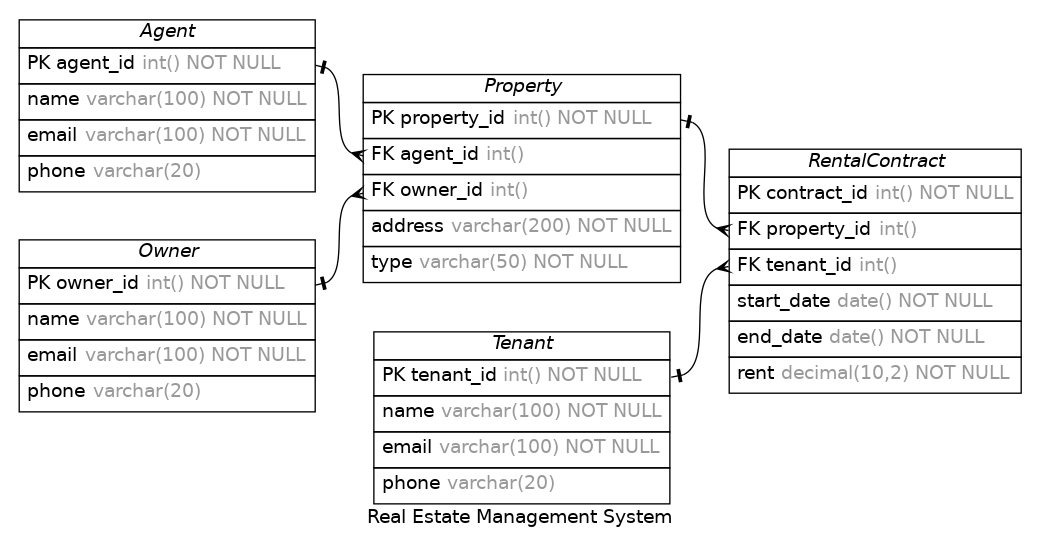 Agent
PK agent_id int() NOT NULL
name varchar(100) NOT NULL
email varchar(100) NOT NULL
phone varchar(20)
Owner
PK owner_id int() NOT NULL
name varchar(100) NOT NULL
email varchar(100) NOT NULL
phone varchar(20)
Property
PK property_id int() NOT NULL
FK agent_id int()
FK owner_id int()
address varchar(200) NOT NULL
type varchar(50) NOT NULL
Tenant
PK tenant_id int() NOT NULL
name varchar(100) NOT NULL
email varchar(100) NOT NULL
phone varchar(20)
RentalContract
PK contract_id int() NOT NULL
FK property_id int()
FK tenant_id int()
start_date date() NOT NULL
end_date date() NOT NULL
rent decimal(10,2) NOT NULL
Real Estate Management System